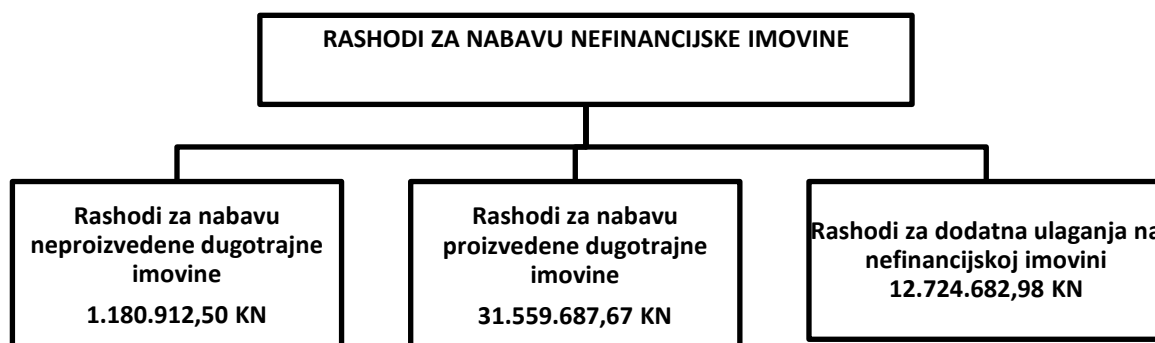 RASHODI ZA NABAVU NEFINANCIJSKE IMOVINE
Rashodi za nabavu
neproizvedene dugotrajne
imovine
1.180.912,50 KN
Rashodi za nabavu
proizvedene dugotrajne
imovine
31.559.687,67 KN
Rashodi za dodatna ulaganja na
nefinancijskoj imovini
12.724.682,98 KN